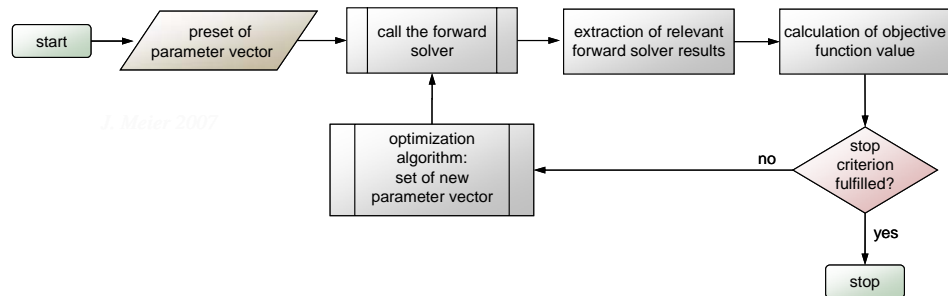 start
preset of
parameter vector
call the forward
solver
extraction of relevant
forward solver results
calculation of objective
function value
J. Meier 2007
optimization
algorithm:
set of new
parameter vector
no
stop
criterion
fulfilled?
yes
stop